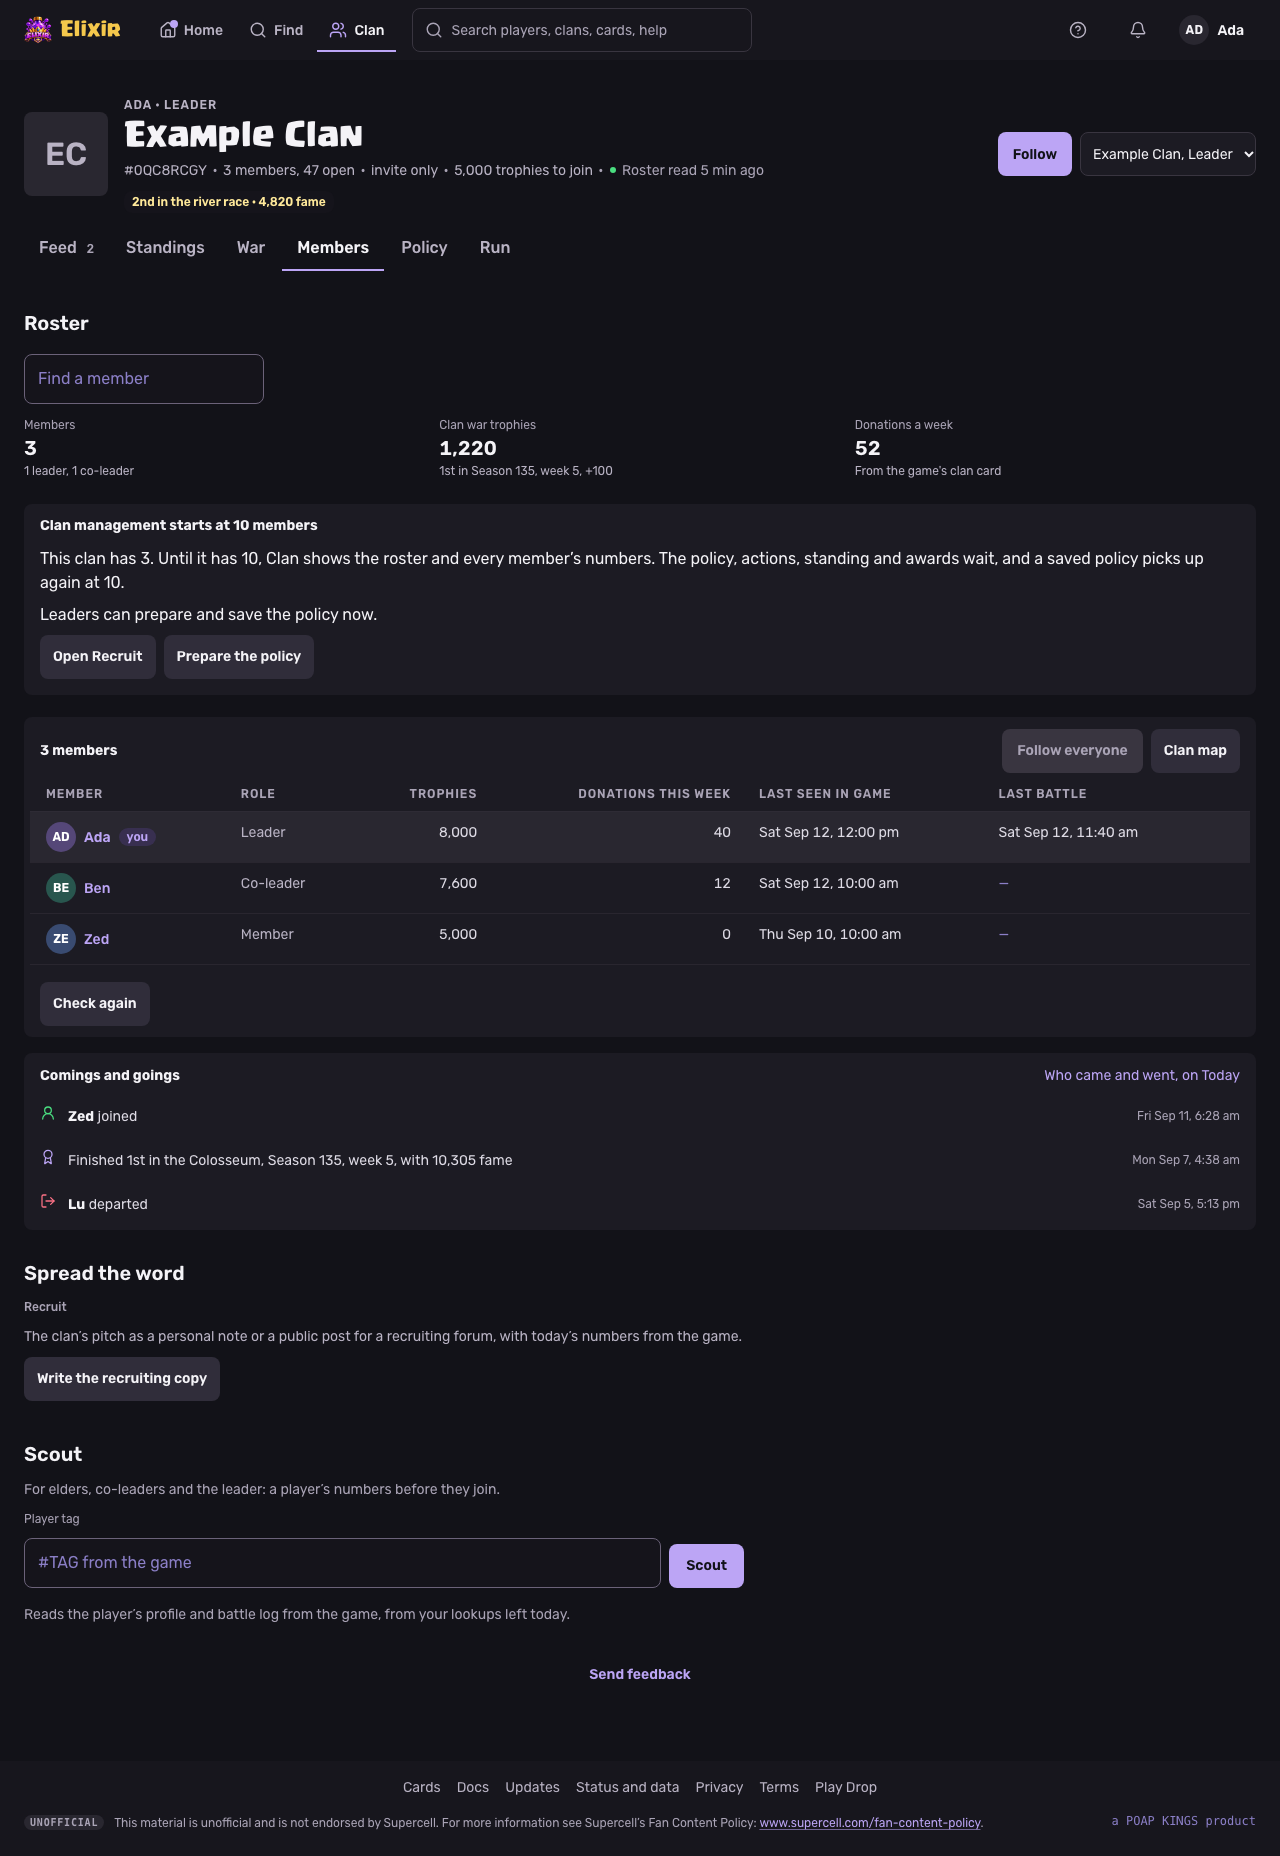 Elixir
Home
Find
Clan
Search players, clans, cards, help
AD
Ada
EC
ADA • LEADER
Example Clan
#0QC8RCGY • 3 members, 47 open • invite only • 5,000 trophies to join • Roster read 5 min ago
2nd in the river race • 4,820 fame
Follow
Example Clan, Leader
Feed 2
Standings
War
Members
Policy
Run
Roster
Find a member
Members
3
1 leader, 1 co-leader
Clan war trophies
1,220
1st in Season 135, week 5, +100
Donations a week
52
From the game's clan card
Clan management starts at 10 members
This clan has 3. Until it has 10, Clan shows the roster and every member's numbers. The policy, actions, standing and awards wait, and a saved policy picks up
again at 10.
Leaders can prepare and save the policy now.
Open Recruit
Prepare the policy
3 members
Follow everyone
Clan map
MEMBER ROLE TROPHIES DONATIONS THIS WEEK LAST SEEN IN GAME LAST BATTLE
AD Ada you Leader 8,000 40 Sat Sep 12, 12:00 pm Sat Sep 12, 11:40 am
BE Ben Co-leader 7,600 12 Sat Sep 12, 10:00 am —
ZE Zed Member 5,000 0 Thu Sep 10, 10:00 am —
Check again
Comings and goings
Who came and went, on Today
Zed joined
Fri Sep 11, 6:28 am
Finished 1st in the Colosseum, Season 135, week 5, with 10,305 fame
Mon Sep 7, 4:38 am
Lu departed
Sat Sep 5, 5:13 pm
Spread the word
Recruit
The clan's pitch as a personal note or a public post for a recruiting forum, with today's numbers from the game.
Write the recruiting copy
Scout
For elders, co-leaders and the leader: a player's numbers before they join.
Player tag
#TAG from the game
Scout
Reads the player's profile and battle log from the game, from your lookups left today.
Send feedback
Cards
Docs
Updates
Status and data
Privacy
Terms
Play Drop
UNOFFICIAL
This material is unofficial and is not endorsed by Supercell. For more information see Supercell's Fan Content Policy: www.supercell.com/fan-content-policy.
a POAP KINGS product